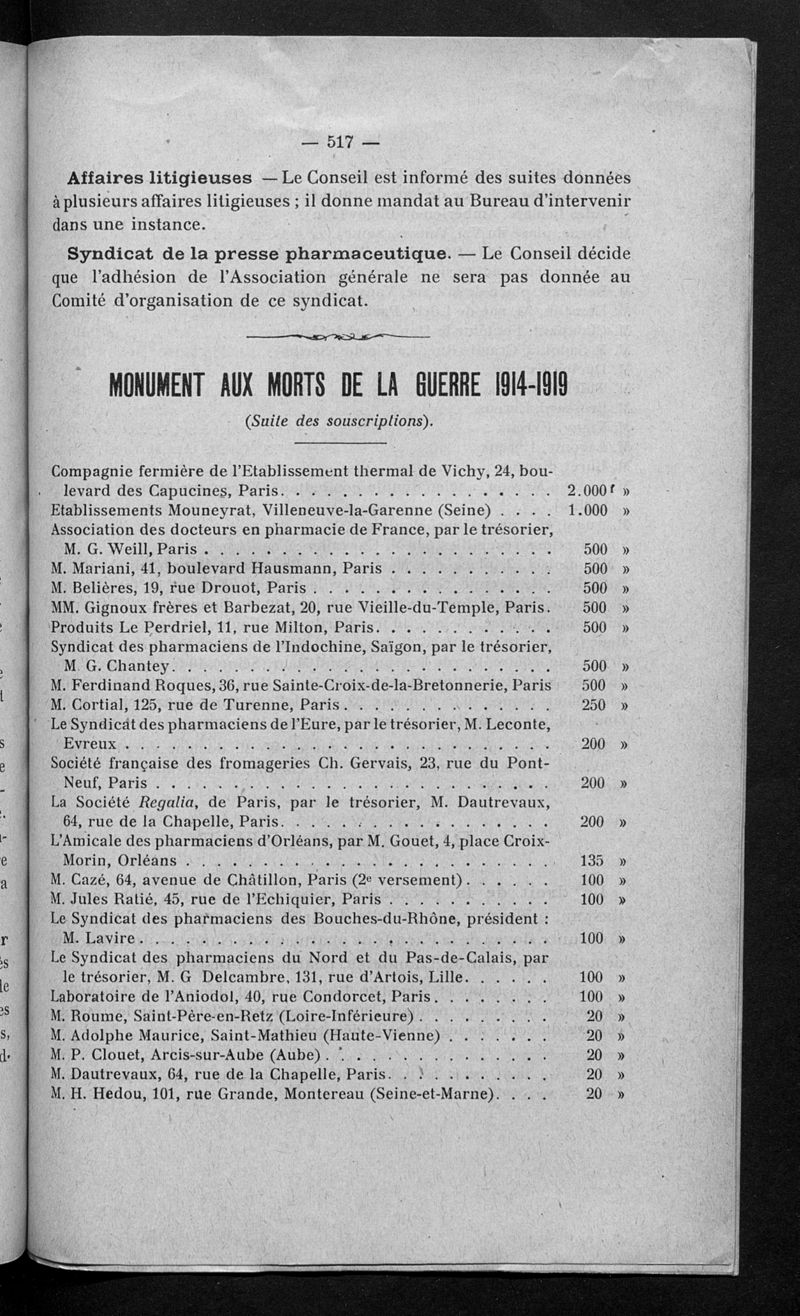 — 517 —
Affaires litigieuses — Le Conseil est informé des suites données
à plusieurs affaires litigieuses ; il donne mandat au Bureau d'intervenir
dans une instance.
Syndicat de la presse pharmaceutique. — Le Conseil décide
que l'adhésion de l'Association générale ne sera pas donnée au
Comité d'organisation de ce syndicat.
MONUMENT AUX MORTS DE LA GUERRE 1914-1919
(Suite des souscriptions).
Compagnie fermière de l'Etablissement thermal de Vichy, 24, bou-
levard des Capucines, Paris. . . . . . . . . . . . . . . . . . 2.000f »
Etablissements Mouneyrat, Villeneuve-la-Garenne (Seine) . . . . 1.000 »
Association des docteurs en pharmacie de France, par le trésorier,
M. G. Weill, Paris . . . . . . . . . . . . . . . . . . . . . . . 500 »
M. Mariani, 41, boulevard Hausmann, Paris . . . . . . . . . . . 500 »
M. Belières, 19, rue Drouot, Paris . . . . . . . . . . . . . . . . 500 »
MM. Gignoux frères et Barbezat, 20, rue Vieille-du-Temple, Paris. 500 »
Produits Le Perdriel, 11, rue Milton, Paris. . . . . . . . . . . . 500 »
Syndicat des pharmaciens de l'Indochine, Saïgon, par le trésorier,
M. G. Chantey. . . . . . . . . . . . . . . . . . . . . . . . . 500 »
M. Ferdinand Roques, 36, rue Sainte-Croix-de-la-Bretonnerie, Paris 500 »
M. Cortial, 125, rue de Turenne, Paris . . . . . . . . . . . . . . 250 »
Le Syndicat des pharmaciens de l'Eure, par le trésorier, M. Leconte,
Evreux . . . . . . . . . . . . . . . . . . . . . . . . . . . . 200 »
Société française des fromageries Ch. Gervais, 23, rue du Pont-
Neuf, Paris . . . . . . . . . . . . . . . . . . . . . . . . . . 200 »
La Société Regalia, de Paris, par le trésorier, M. Dautrevaux,
64, rue de la Chapelle, Paris. . . . . . . . . . . . . . . . . . 200 »
L'Amicale des pharmaciens d'Orléans, par M. Gouet, 4, place Croix-
Morin, Orléans . . . . . . . . . . . . . . . . . . . . . . . . 135 »
M. Cazé, 64, avenue de Châtillon, Paris (2e versement) . . . . . . 100 »
M. Jules Ratié, 45, rue de l'Echiquier, Paris . . . . . . . . . . . 100 »
Le Syndicat des pharmaciens des Bouches-du-Rhône, président :
M. Lavire . . . . . . . . . . . . . . . . . . . . . . . . . . . 100 »
Le Syndicat des pharmaciens du Nord et du Pas-de-Calais, par
le trésorier, M. G Delcambre, 131, rue d'Artois, Lille. . . . . . 100 »
Laboratoire de l'Aniodol, 40, rue Condorcet, Paris. . . . . . . . 100 »
M. Roume, Saint-Père-en-Retz (Loire-Inférieure) . . . . . . . . . 20 »
M. Adolphe Maurice, Saint-Mathieu (Haute-Vienne) . . . . . . . 20 »
M. P. Clouet, Arcis-sur-Aube (Aube) . . . . . . . . . . . . . . . 20 »
M. Dautrevaux, 64, rue de la Chapelle, Paris. . . . . . . . . . . 20 »
M. H. Hedou, 101, rue Grande, Montereau (Seine-et-Marne). . . . 20 »